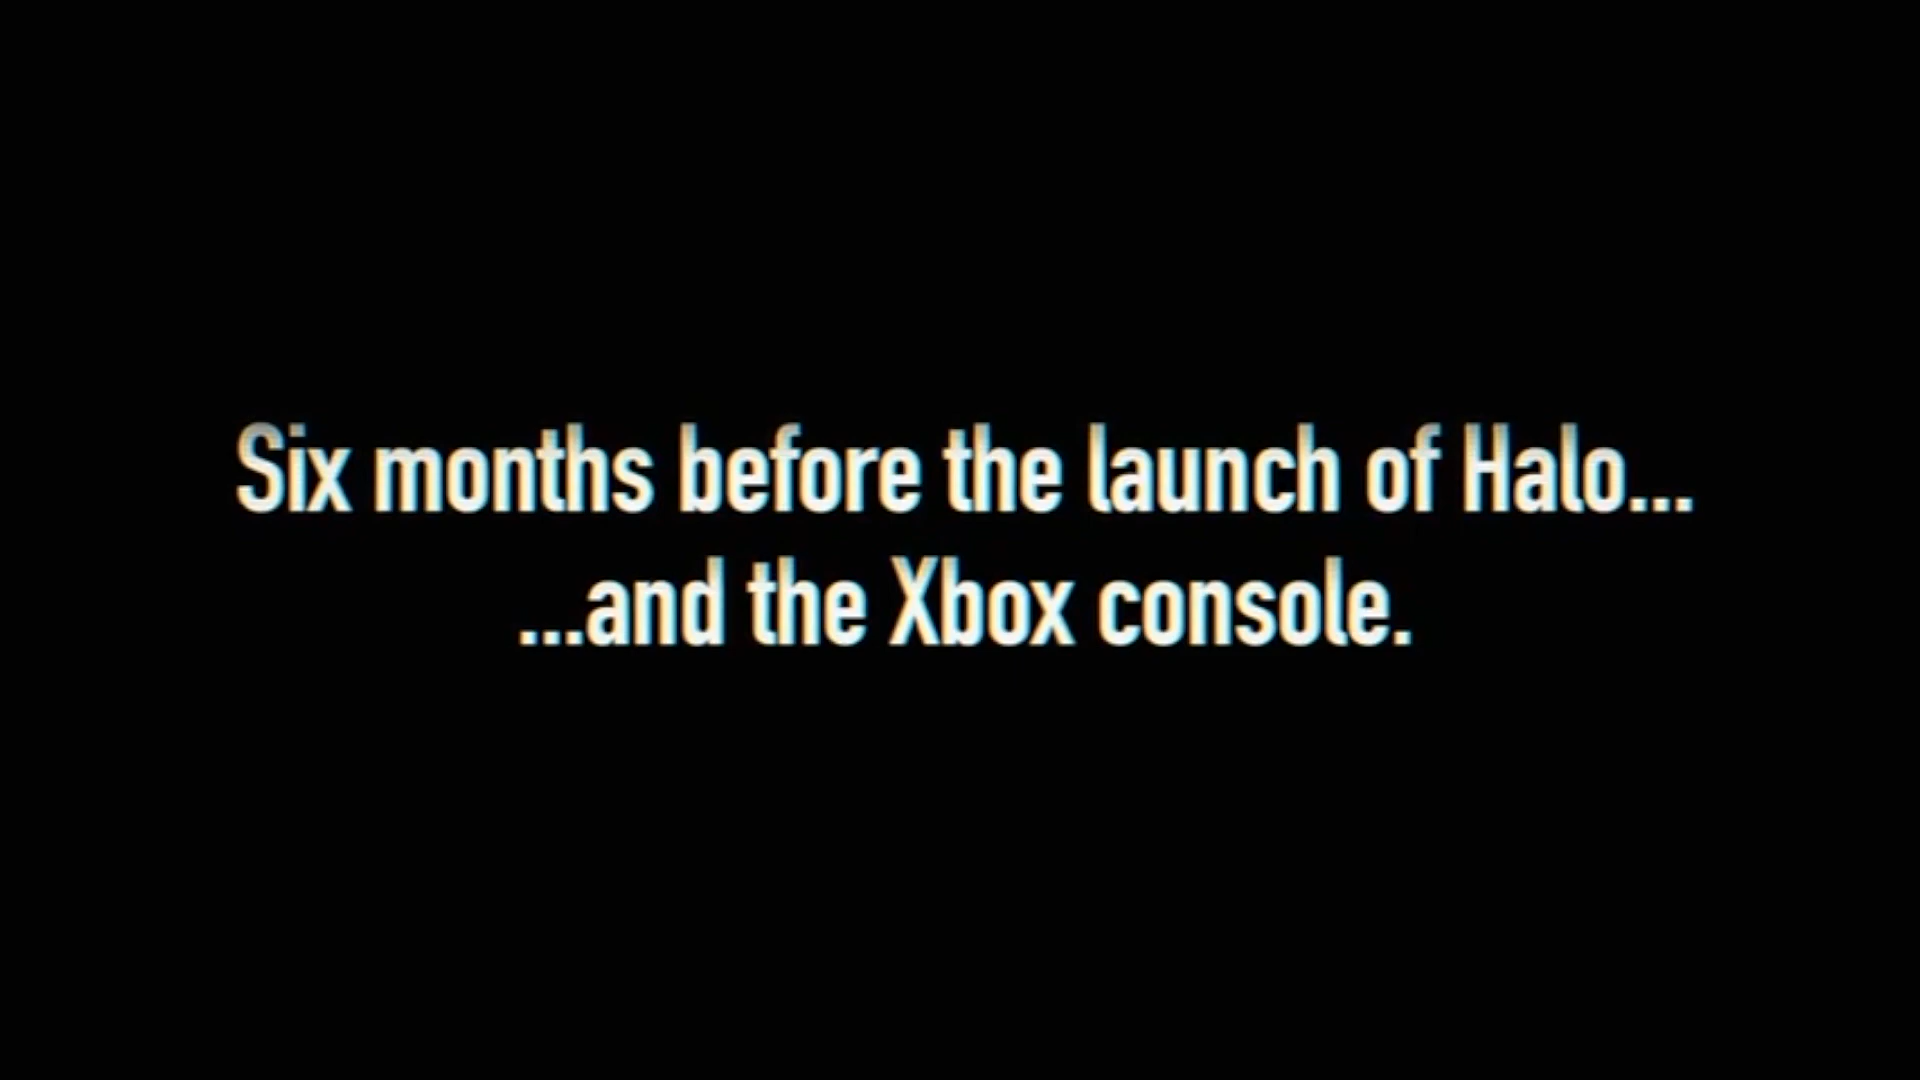 Six months before the launch of Halo...
...and the Xbox console.